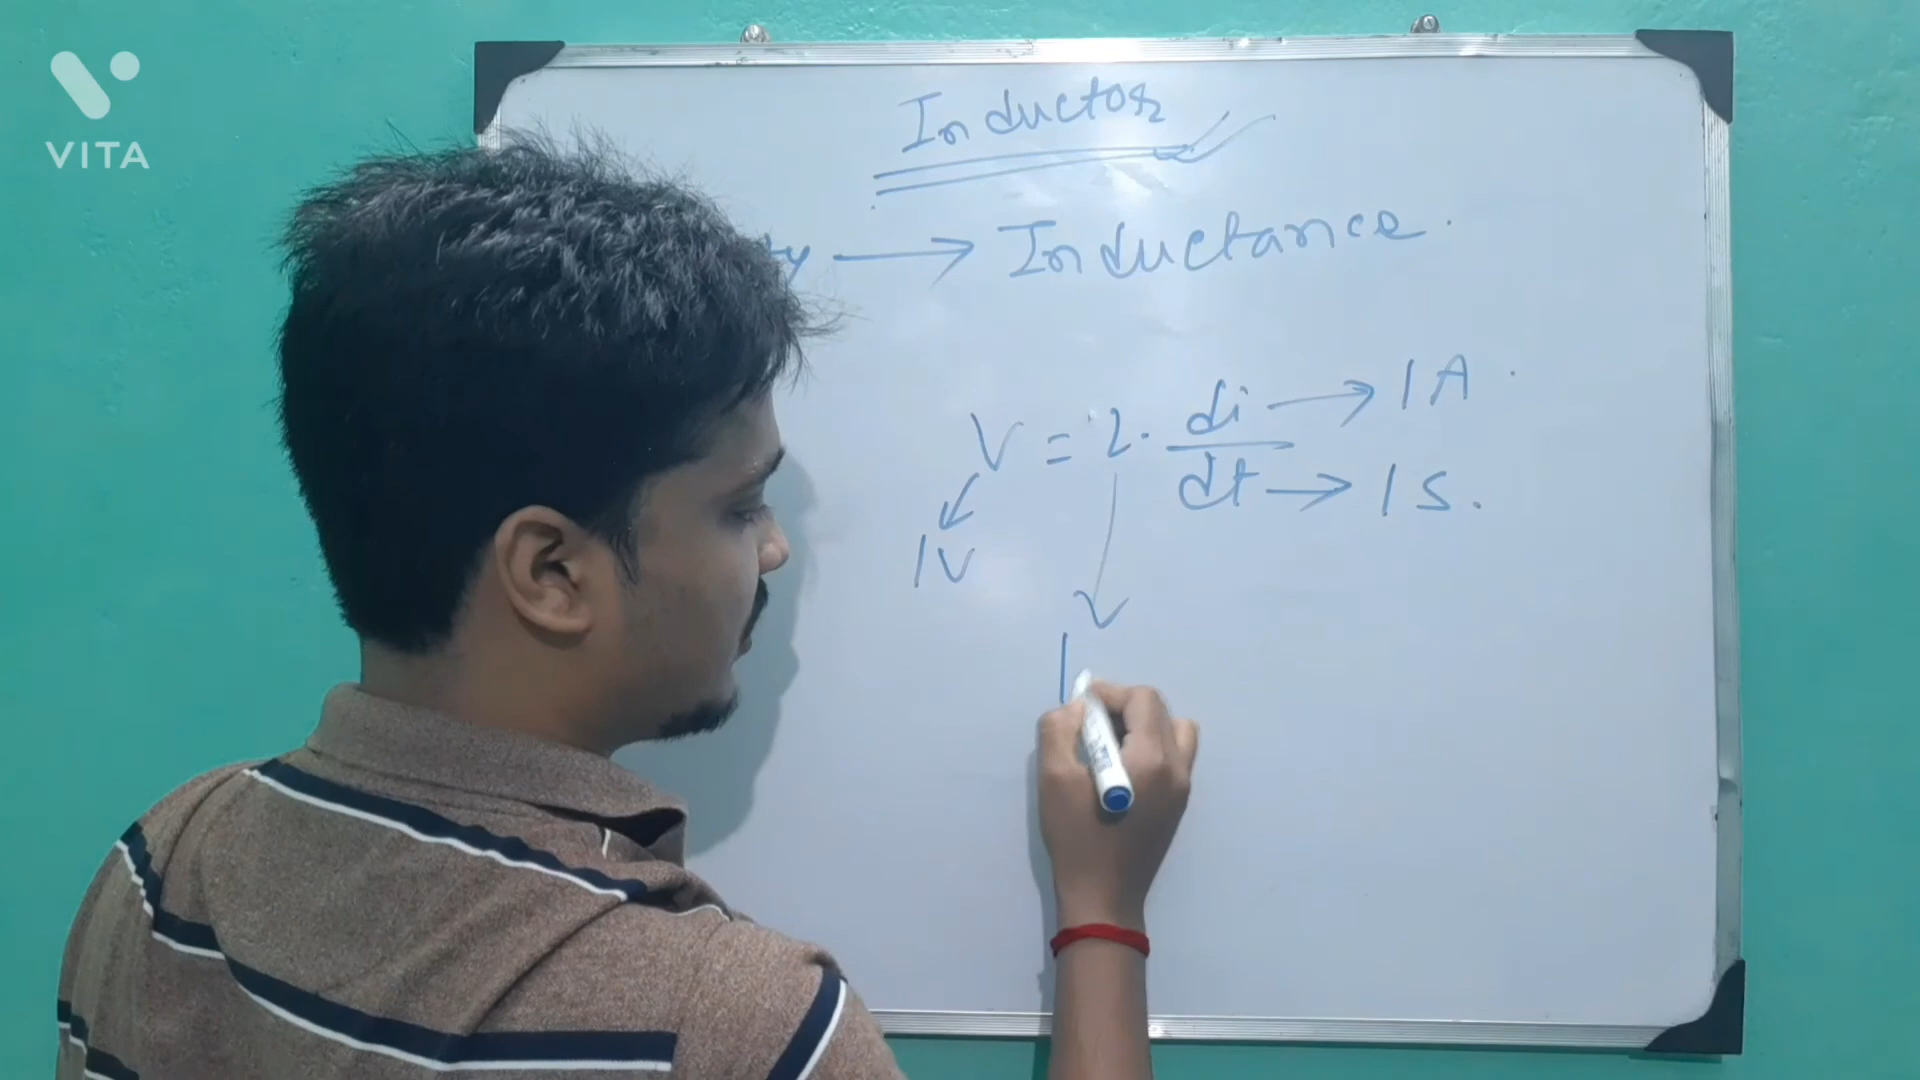 VITA
Inductor
→ Inductance.
V = L. di/dt
→ 1A.
→ 1S.
1V
1